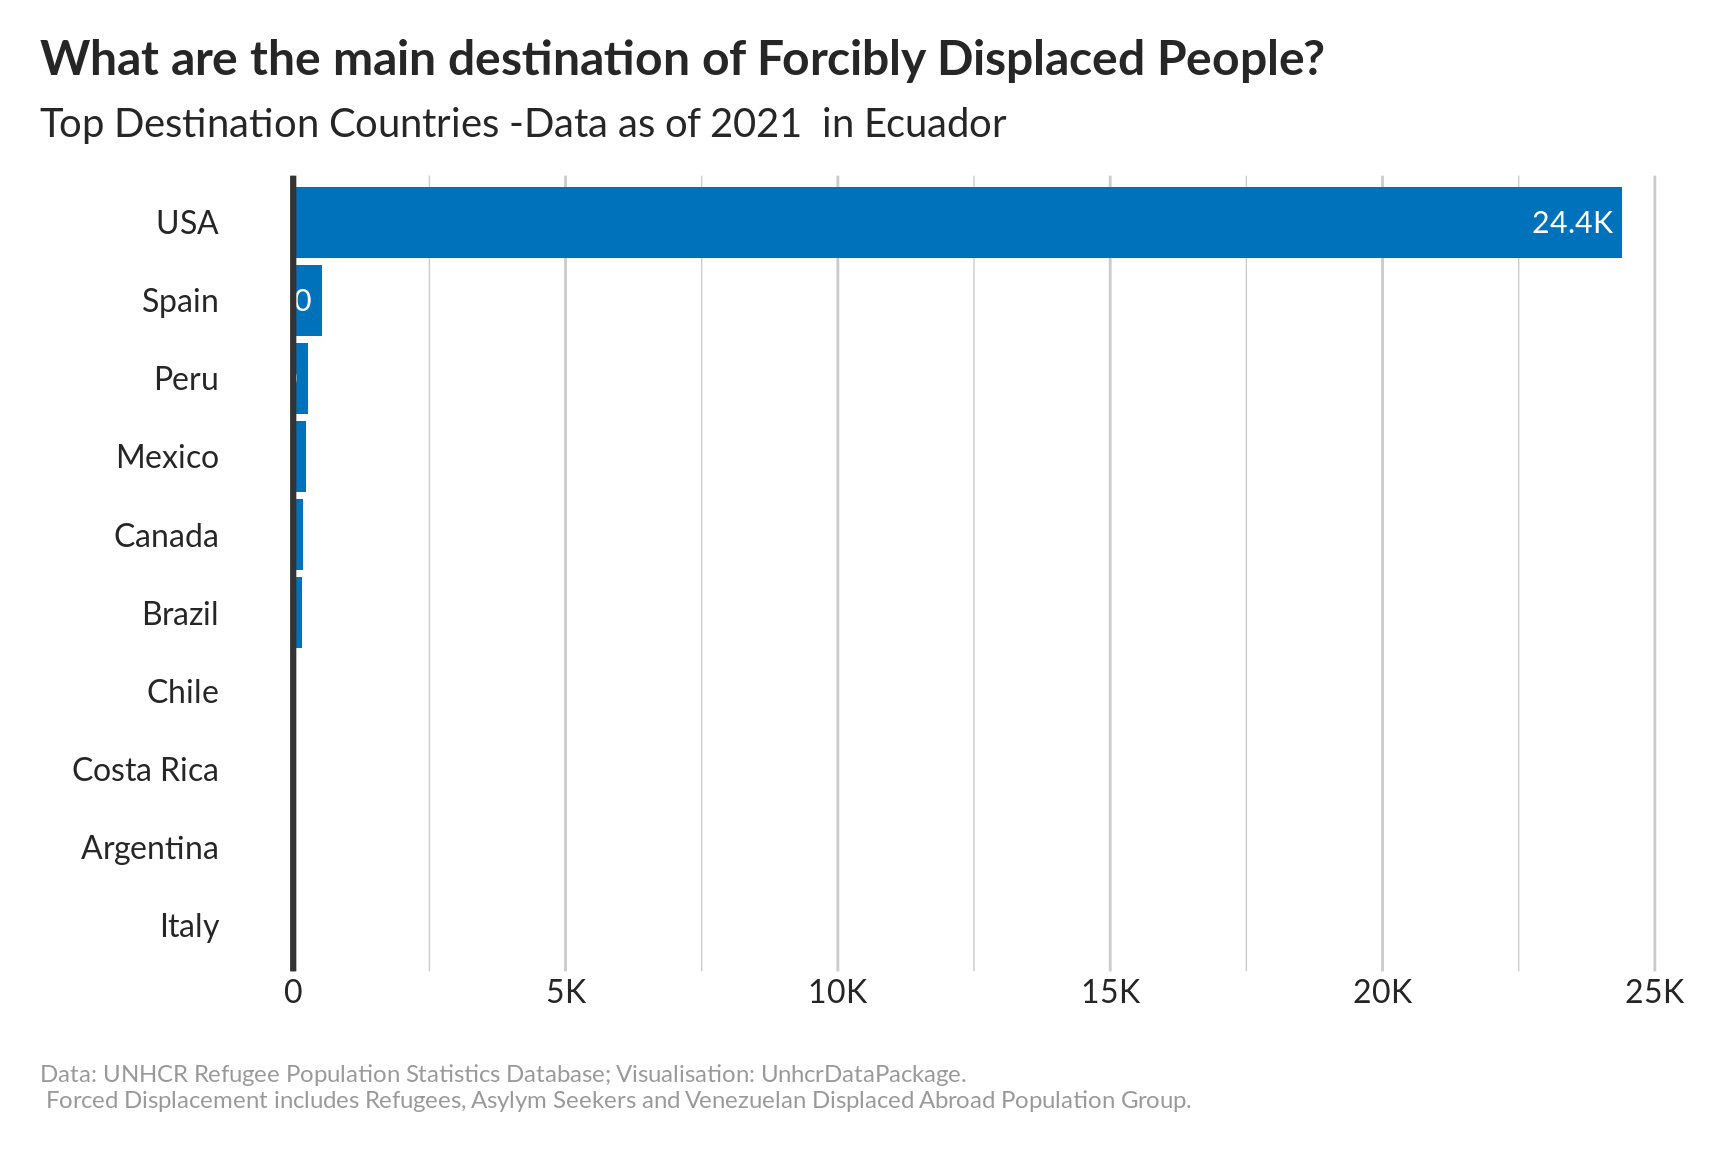 What are the main destination of Forcibly Displaced People?
Top Destination Countries -Data as of 2021  in Ecuador
USA
24.4K
Spain
0
Peru
Mexico
Canada
Brazil
Chile
Costa Rica
Argentina
Italy
0 5K 10K 15K 20K 25K
Data: UNHCR Refugee Population Statistics Database; Visualisation: UnhcrDataPackage.
Forced Displacement includes Refugees, Asylym Seekers and Venezuelan Displaced Abroad Population Group.